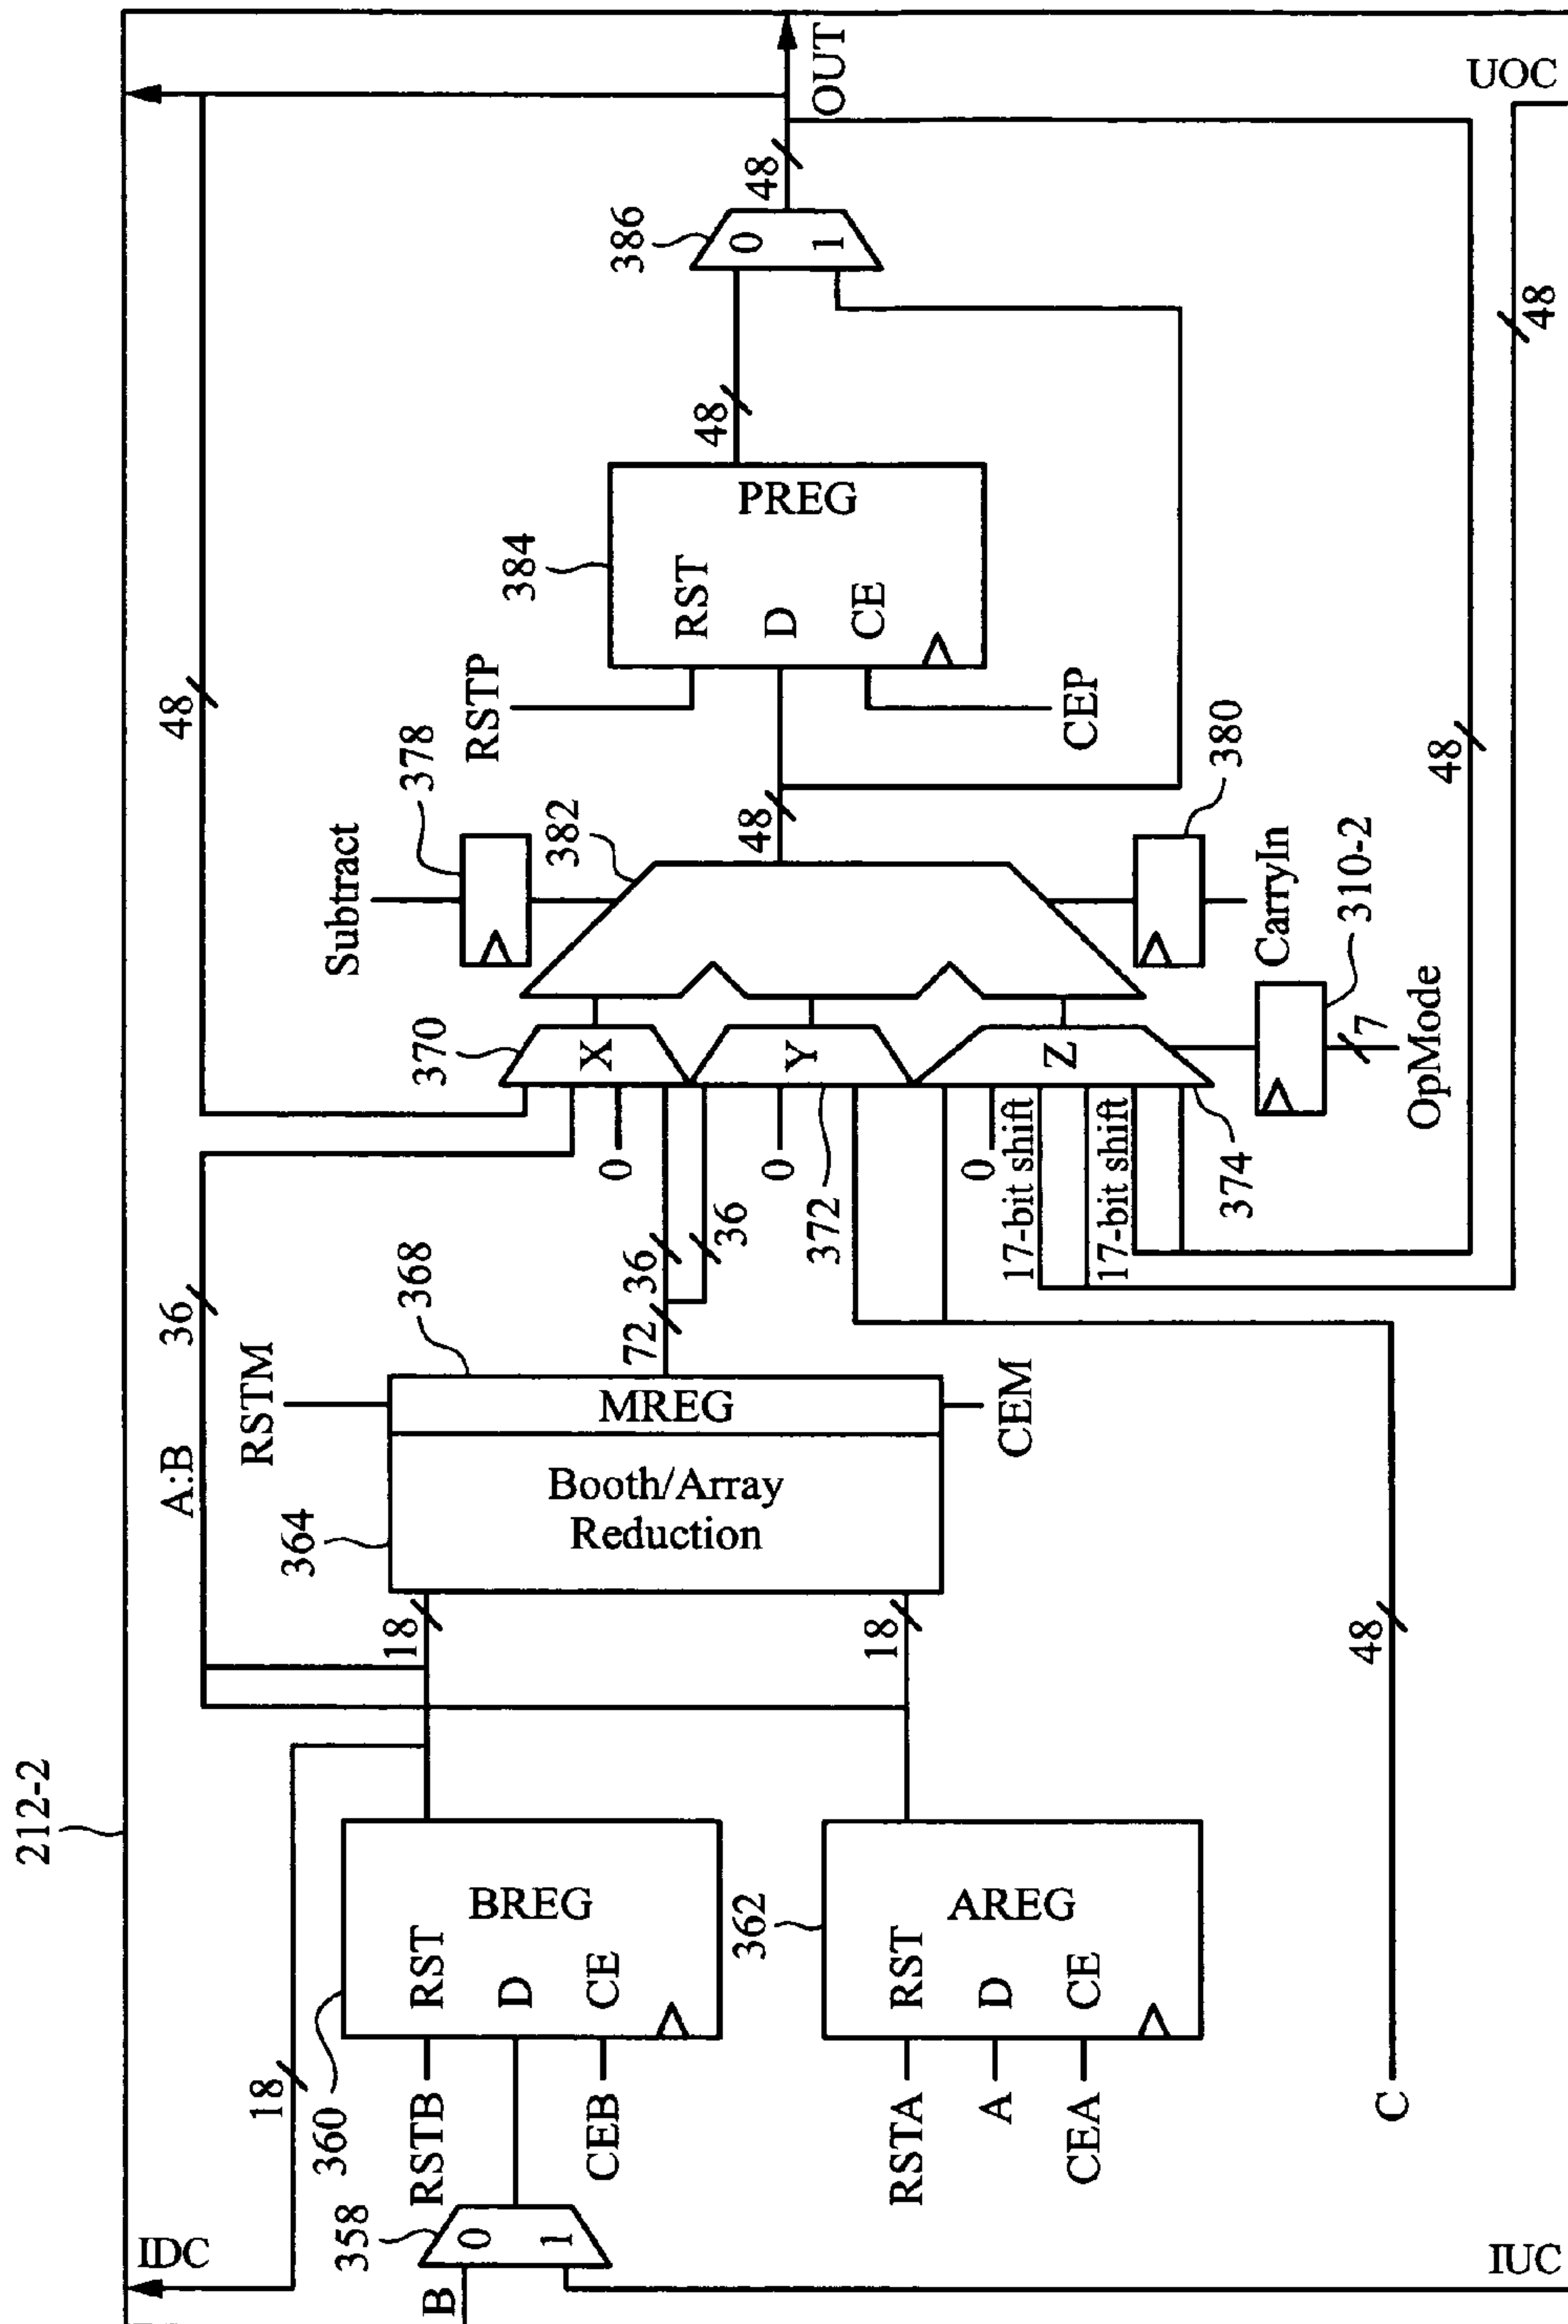 212-2
IDC
18
B
358
0
1
IUC
360
RSTB
CEB
RST
D
CE
BREG
362
RSTA
A
CEA
RST
D
CE
AREG
C
48
18
18
A:B
36
364
Booth/Array
Reduction
MREG
368
RSTM
CEM
72
36
36
0
0
0
17-bit shift
17-bit shift
370
X
372
Y
374
Z
OpMode
7
310-2
Subtract
378
382
CarryIn
380
48
48
RSTP
CEP
384
RST
D
CE
PREG
48
48
386
0
1
48
OUT
UOC
48